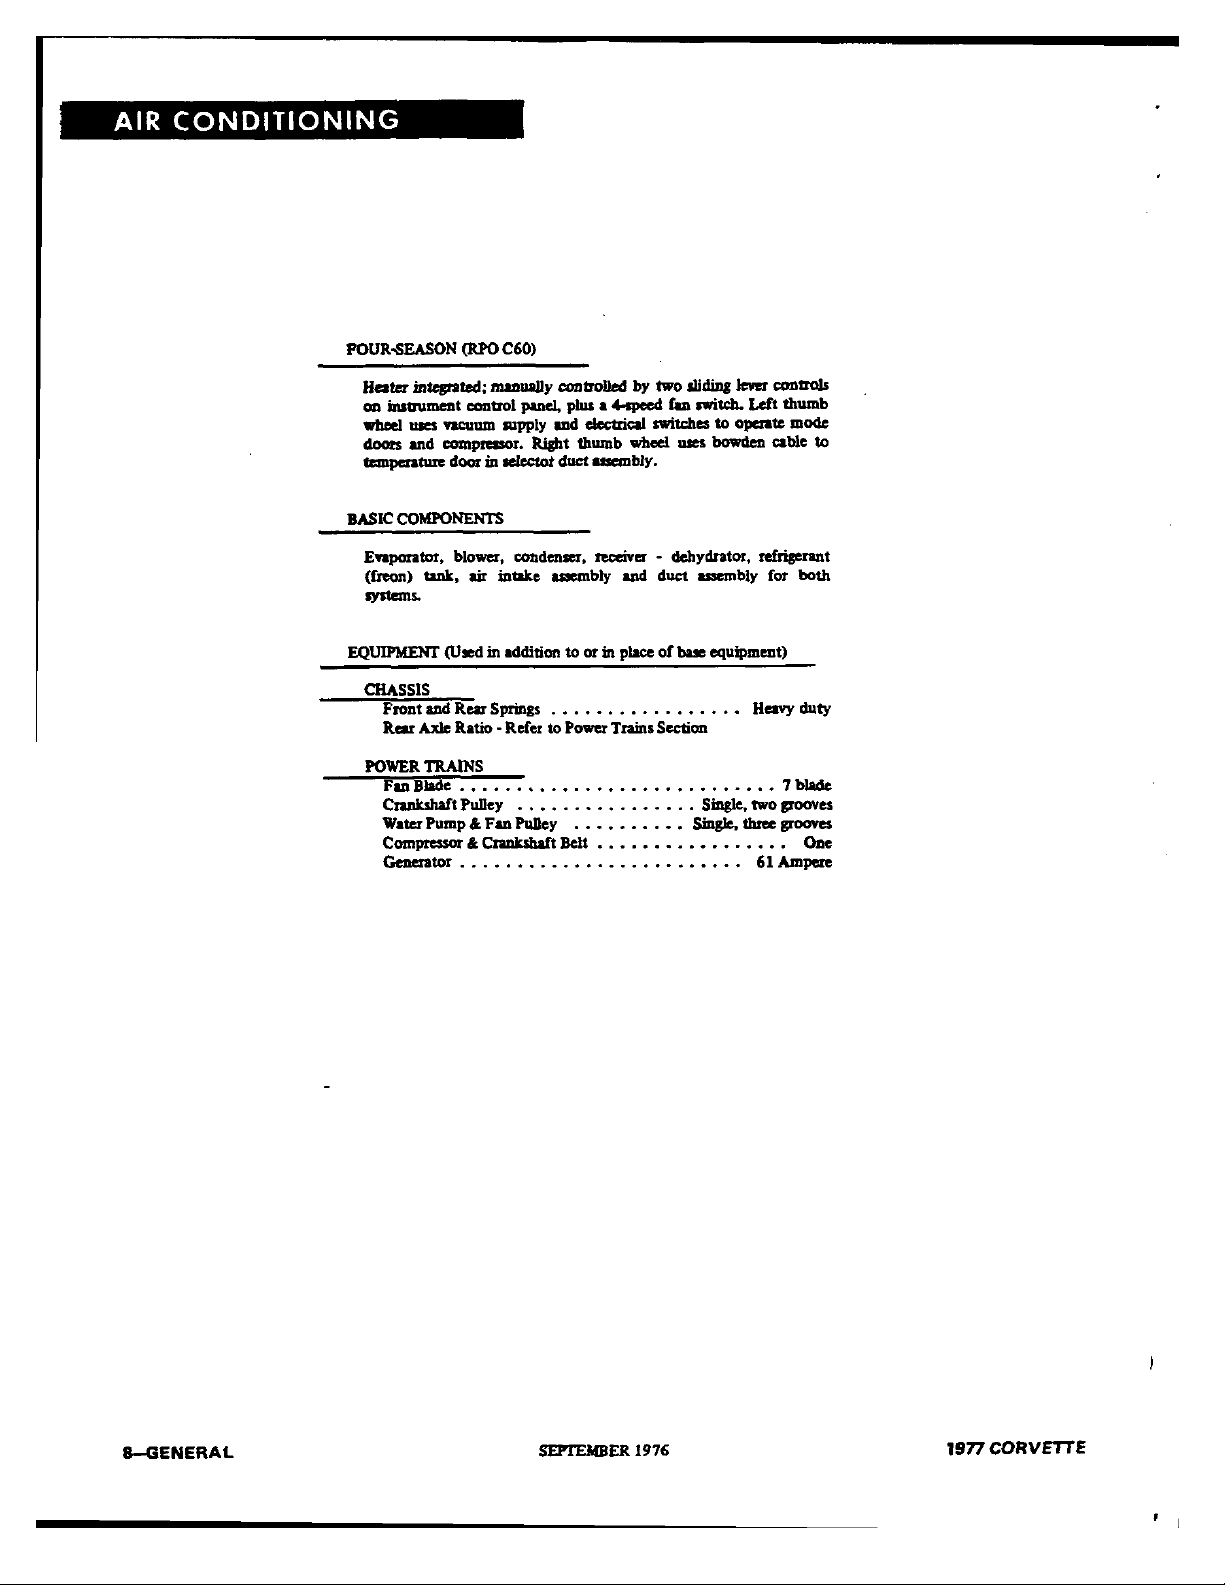 AIR CONDITIONING
FOUR-SEASON (RPO C60)
Heater integrated; manually controlled by two sliding lever controls
on instrument control panel, plus a 4-speed fan switch. Left thumb
wheel uses vacuum supply and electrical switches to operate mode
doors and compressor. Right thumb wheel uses bowden cable to
temperature door in selector duct assembly.
BASIC COMPONENTS
Evaporator, blower, condenser, receiver - dehydrator, refrigerant
(freon) tank, air intake assembly and duct assembly for both
systems.
EQUIPMENT (Used in addition to or in place of base equipment)
CHASSIS
Front and Rear Springs . . . . . . . . . . . . . . . . . Heavy duty
Rear Axle Ratio - Refer to Power Trains Section
POWER TRAINS
Fan Blade . . . . . . . . . . . . . . . . . . . . . . . . . . . . 7 blade
Crankshaft Pulley . . . . . . . . . . . . . . . . Single, two grooves
Water Pump & Fan Pulley . . . . . . . . . . Single, three grooves
Compressor & Crankshaft Belt . . . . . . . . . . . . . . . . . One
Generator . . . . . . . . . . . . . . . . . . . . . . . . . 61 Ampere
8—GENERAL SEPTEMBER 1976 1977 CORVETTE